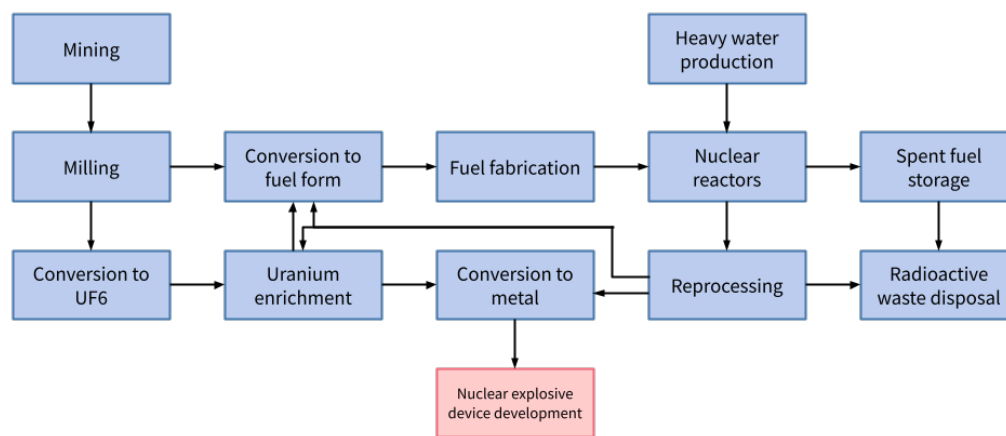 Mining
Heavy water
production
Milling
Conversion to
fuel form
Fuel fabrication
Nuclear
reactors
Spent fuel
storage
Conversion to
UF6
Uranium
enrichment
Conversion to
metal
Reprocessing
Radioactive
waste disposal
Nuclear explosive
device development